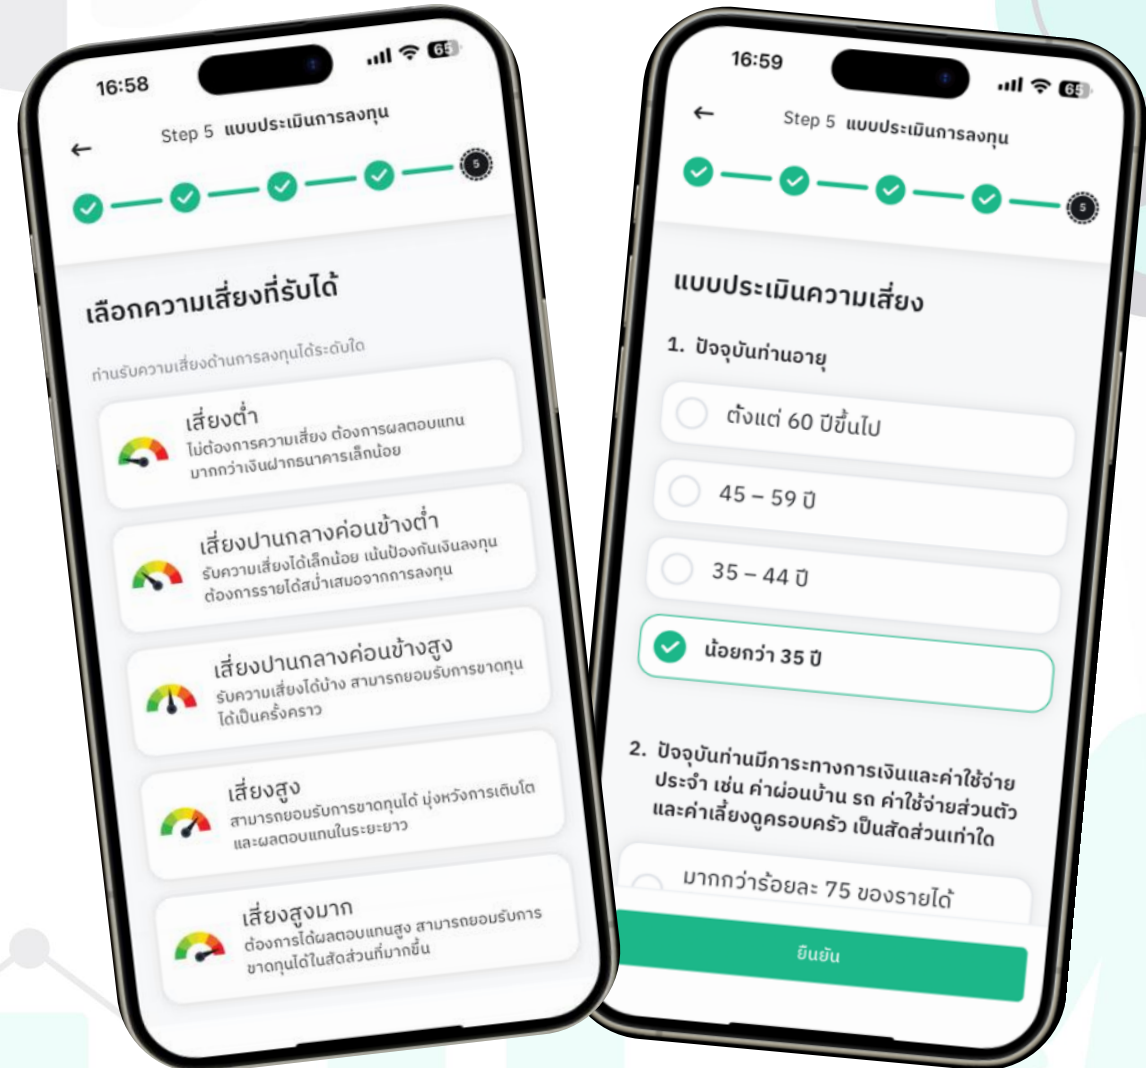 16:58
65
Step 5 แบบประเมินการลงทุน
5
เลือกความเสี่ยงที่รับได้
ท่านรับความเสี่ยงด้านการลงทุนได้ระดับใด
เสี่ยงต่ำ
ไม่ต้องการความเสี่ยง ต้องการผลตอบแทน
มากกว่าเงินฝากธนาคารเล็กน้อย
เสี่ยงปานกลางค่อนข้างต่ำ
รับความเสี่ยงได้เล็กน้อย เน้นป้องกันเงินลงทุน
ต้องการรายได้สม่ำเสมอจากการลงทุน
เสี่ยงปานกลางค่อนข้างสูง
รับความเสี่ยงได้บ้าง สามารถยอมรับการขาดทุน
ได้เป็นครั้งคราว
เสี่ยงสูง
สามารถยอมรับการขาดทุนได้ มุ่งหวังการเติบโต
และผลตอบแทนในระยะยาว
เสี่ยงสูงมาก
ต้องการได้ผลตอบแทนสูง สามารถยอมรับการ
ขาดทุนได้ในสัดส่วนที่มากขึ้น
16:59
65
Step 5 แบบประเมินการลงทุน
5
แบบประเมินความเสี่ยง
1. ปัจจุบันท่านอายุ
ตั้งแต่ 60 ปีขึ้นไป
45 – 59 ปี
35 – 44 ปี
น้อยกว่า 35 ปี
2. ปัจจุบันท่านมีภาระทางการเงินและค่าใช้จ่าย
ประจำ เช่น ค่าผ่อนบ้าน รถ ค่าใช้จ่ายส่วนตัว
และค่าเลี้ยงดูครอบครัว เป็นสัดส่วนเท่าใด
มากกว่าร้อยละ 75 ของรายได้
ยืนยัน